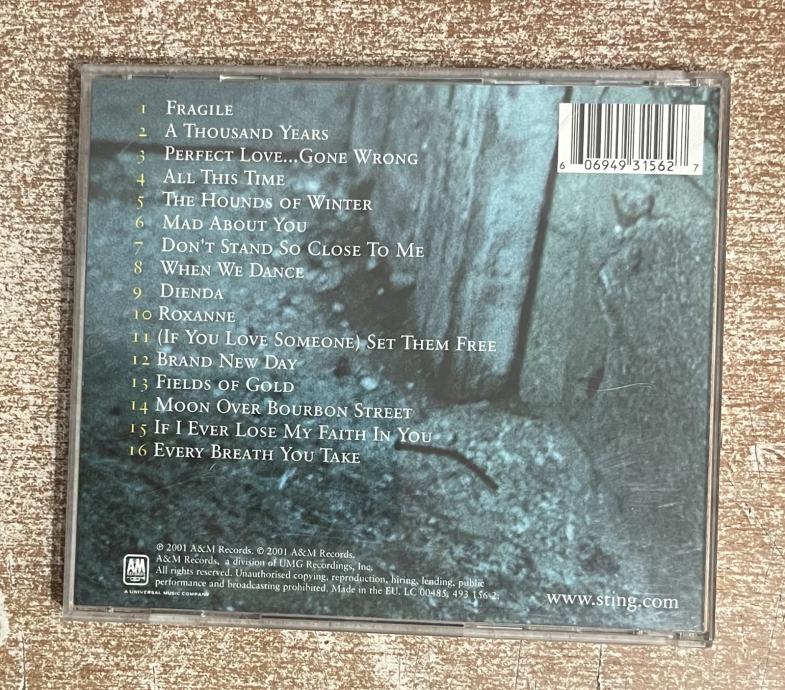 1 Fragile
2 A Thousand Years
3 Perfect Love...Gone Wrong
4 All This Time
5 The Hounds of Winter
6 Mad About You
7 Don't Stand So Close To Me
8 When We Dance
9 Dienda
10 Roxanne
11 (If You Love Someone) Set Them Free
12 Brand New Day
13 Fields of Gold
14 Moon Over Bourbon Street
15 If I Ever Lose My Faith In You
16 Every Breath You Take
6 06949 31562 7
℗ 2001 A&M Records. © 2001 A&M Records.
A&M Records, a division of UMG Recordings, Inc.
All rights reserved. Unauthorised copying, reproduction, hiring, lending, public
performance and broadcasting prohibited. Made in the EU. LC 00485. 493 156-2.
A&M
A UNIVERSAL MUSIC COMPANY
www.sting.com